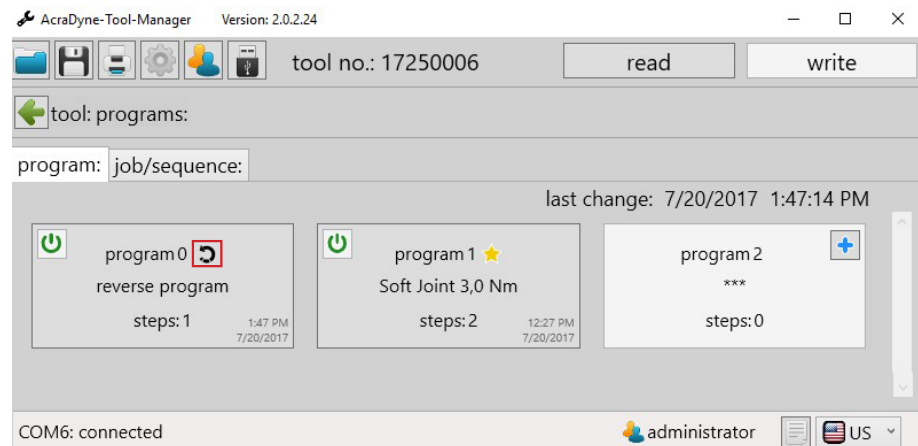 AcraDyne-Tool-Manager Version: 2.0.2.24
tool no.: 17250006 read write
tool: programs:
program: job/sequence:
last change: 7/20/2017 1:47:14 PM
program 0
reverse program
steps: 1
1:47 PM
7/20/2017
program 1
Soft Joint 3,0 Nm
steps: 2
12:27 PM
7/20/2017
program 2
***
steps: 0
COM6: connected administrator US